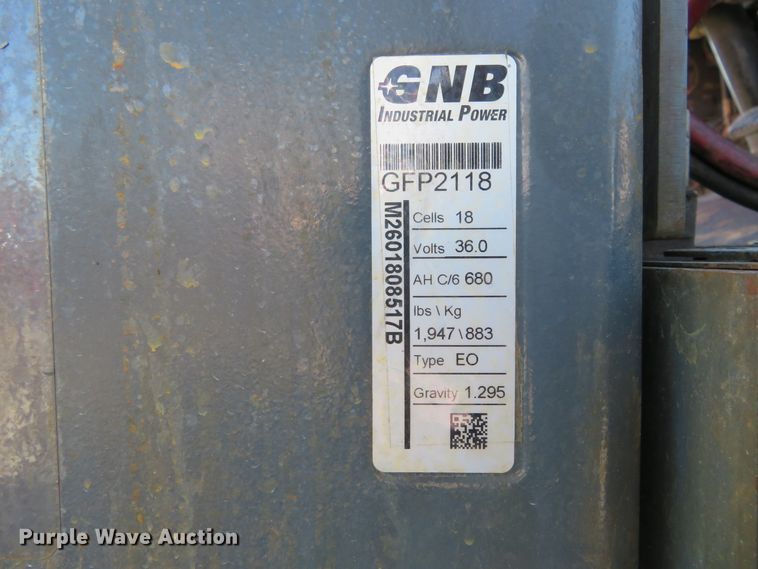 GNB
INDUSTRIAL POWER
GFP2118
M2601808517B
Cells 18
Volts 36.0
AH C/6 680
lbs \ Kg
1,947\883
Type EO
Gravity 1.295
Purple Wave Auction